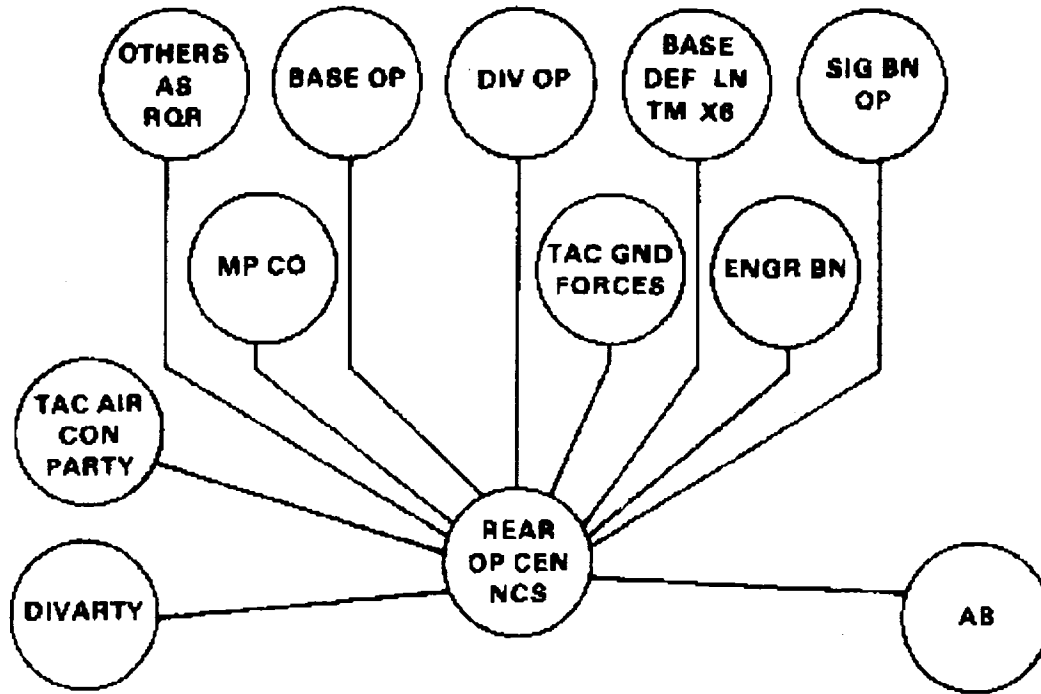 OTHERS
AS
RQR
BASE OP
DIV OP
BASE
DEF LN
TM X6
SIG BN
OP
MP CO
TAC GND
FORCES
ENGR BN
TAC AIR
CON
PARTY
REAR
OP CEN
NCS
DIVARTY
AB